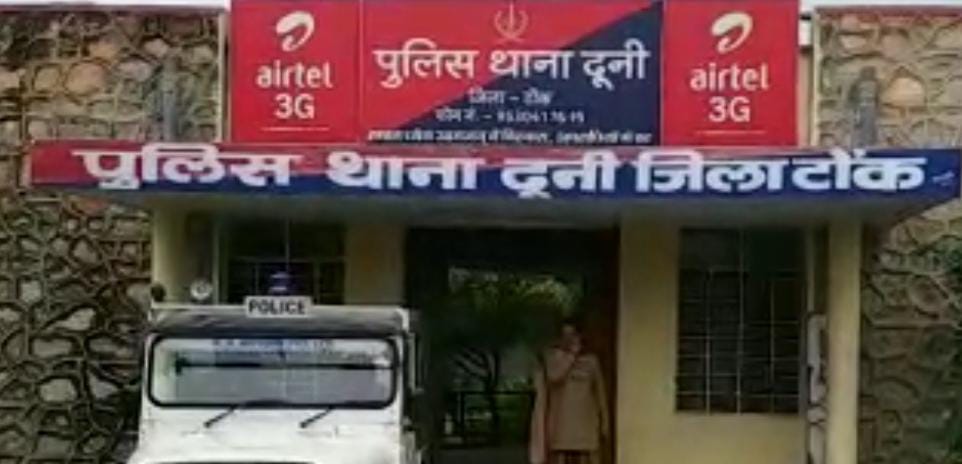 airtel
3G
पुलिस थाना दूनी
जिला - टोंक
फोन नं. -
airtel
3G
पुलिस थाना दूनी जिला टोंक
POLICE